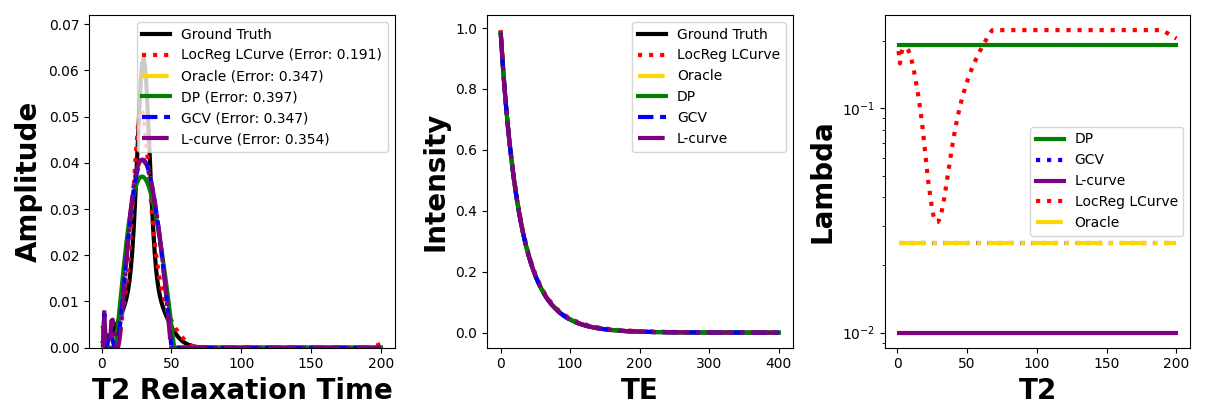 Amplitude
0.07
0.06
0.05
0.04
0.03
0.02
0.01
0.00
Ground Truth
LocReg LCurve (Error: 0.191)
Oracle (Error: 0.347)
DP (Error: 0.397)
GCV (Error: 0.347)
L-curve (Error: 0.354)
0 50 100 150 200
T2 Relaxation Time
Intensity
1.0
0.8
0.6
0.4
0.2
0.0
Ground Truth
LocReg LCurve
Oracle
DP
GCV
L-curve
0 100 200 300 400
TE
Lambda
10⁻¹
10⁻²
DP
GCV
L-curve
LocReg LCurve
Oracle
0 50 100 150 200
T2